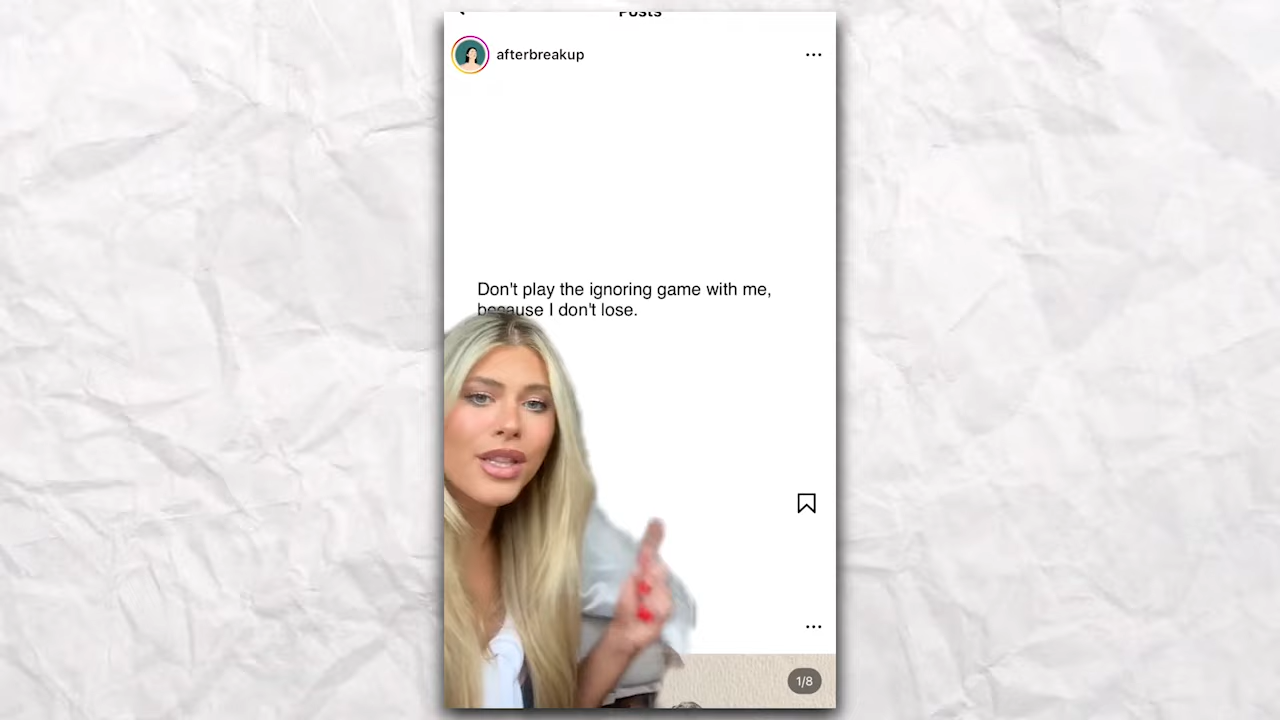 Posts
afterbreakup
Don't play the ignoring game with me,
because I don't lose.
1/8